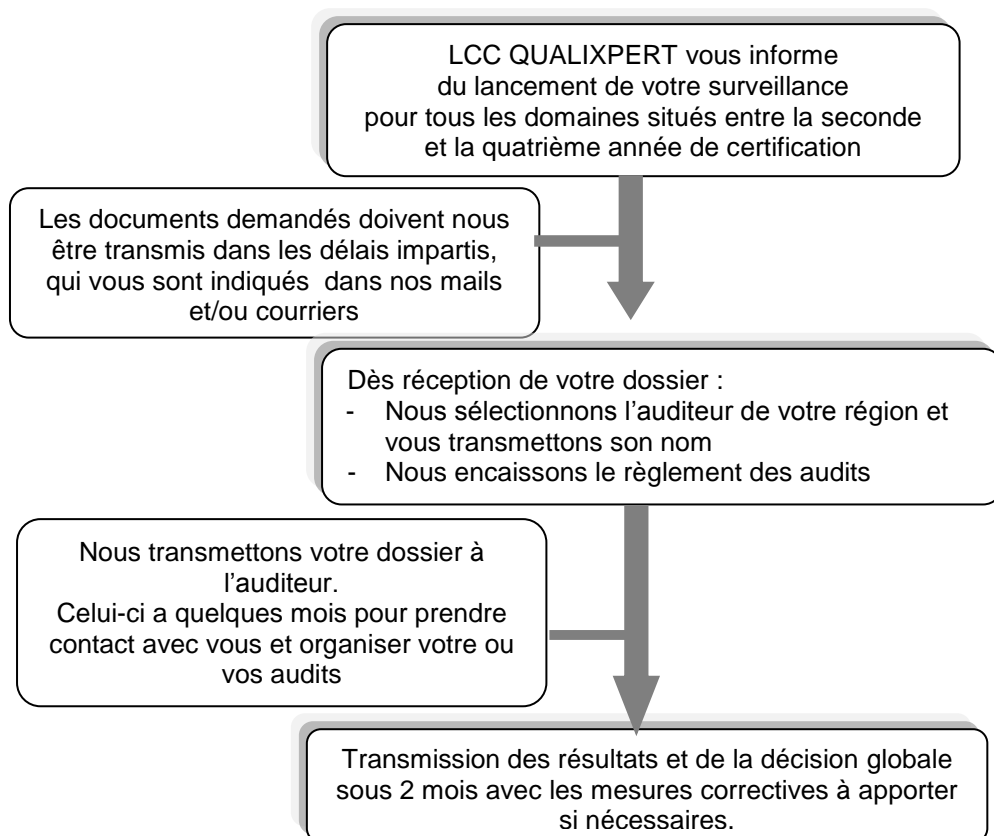 LCC QUALIXPERT vous informe
du lancement de votre surveillance
pour tous les domaines situés entre la seconde
et la quatrième année de certification
Les documents demandés doivent nous
être transmis dans les délais impartis,
qui vous sont indiqués dans nos mails
et/ou courriers
Dès réception de votre dossier :
- Nous sélectionnons l’auditeur de votre région et
vous transmettons son nom
- Nous encaissons le règlement des audits
Nous transmettons votre dossier à
l’auditeur.
Celui-ci a quelques mois pour prendre
contact avec vous et organiser votre ou
vos audits
Transmission des résultats et de la décision globale
sous 2 mois avec les mesures correctives à apporter
si nécessaires.